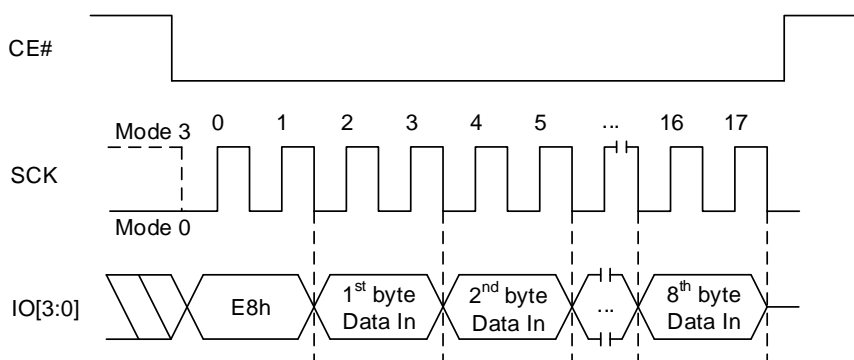 CE#
Mode 3
0 1 2 3 4 5 ... 16 17
SCK
Mode 0
IO[3:0]
E8h
1st byte
Data In
2nd byte
Data In
...
8th byte
Data In